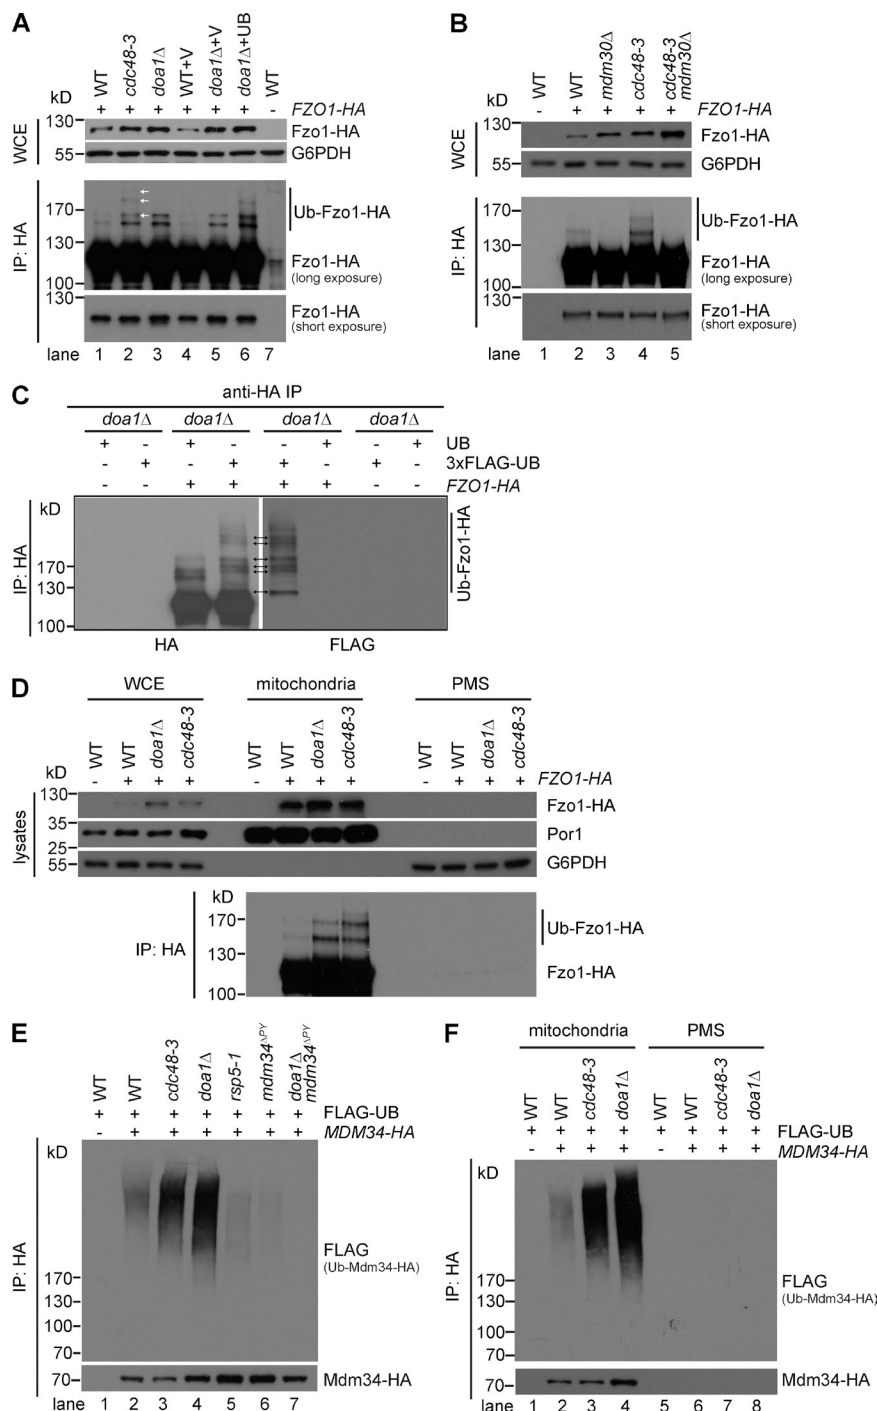 A
WT
cdc48-3
doa1Δ
WT+V
doa1Δ+V
doa1Δ+UB
WT
kD
+ + + + + + - FZO1-HA
WCE
130
Fzo1-HA
55
G6PDH
IP: HA
170
Ub-Fzo1-HA
130
Fzo1-HA
100
(long exposure)
130
Fzo1-HA
(short exposure)
lane 1 2 3 4 5 6 7
B
WT
WT
mdm30Δ
cdc48-3
cdc48-3
mdm30Δ
kD
- + + + + FZO1-HA
WCE
130
Fzo1-HA
55
G6PDH
IP: HA
170
Ub-Fzo1-HA
130
Fzo1-HA
100
(long exposure)
130
Fzo1-HA
(short exposure)
lane 1 2 3 4 5
C
anti-HA IP
doa1Δ doa1Δ doa1Δ doa1Δ
+ - + - - + - + UB
- + - + + - + - 3xFLAG-UB
- - + + + + - - FZO1-HA
kD
IP: HA
170
130
100
Ub-Fzo1-HA
HA FLAG
D
WCE mitochondria PMS
WT
WT
doa1Δ
cdc48-3
WT
WT
doa1Δ
cdc48-3
WT
WT
doa1Δ
cdc48-3
kD
- + + + - + + + - + + + FZO1-HA
lysates
130
Fzo1-HA
35
Por1
25
55
G6PDH
kD
IP: HA
170
Ub-Fzo1-HA
130
Fzo1-HA
100
E
WT
WT
cdc48-3
doa1Δ
rsp5-1
mdm34ΔPY
doa1Δ
mdm34ΔPY
+ + + + + + + FLAG-UB
- + + + + + + MDM34-HA
kD
IP: HA
FLAG
(Ub-Mdm34-HA)
170
130
100
70
70
Mdm34-HA
lane 1 2 3 4 5 6 7
F
mitochondria PMS
WT
WT
cdc48-3
doa1Δ
WT
WT
cdc48-3
doa1Δ
+ + + + + + + + FLAG-UB
- + + + - + + + MDM34-HA
kD
IP: HA
170
FLAG
130
(Ub-Mdm34-HA)
100
70
70
Mdm34-HA
lane 1 2 3 4 5 6 7 8